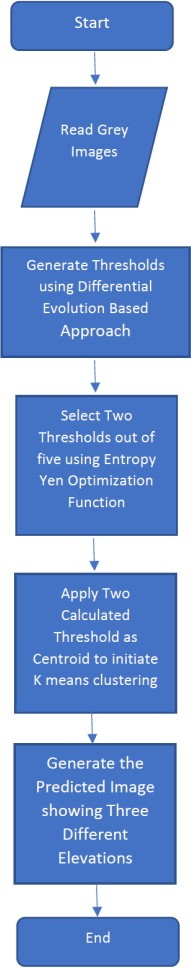 Start
Read Grey
Images
Generate Thresholds
using Differential
Evolution Based
Approach
Select Two
Thresholds out of
five using Entropy
Yen Optimization
Function
Apply Two
Calculated
Threshold as
Centroid to initiate
K means clustering
Generate the
Predicted Image
showing Three
Different
Elevations
End